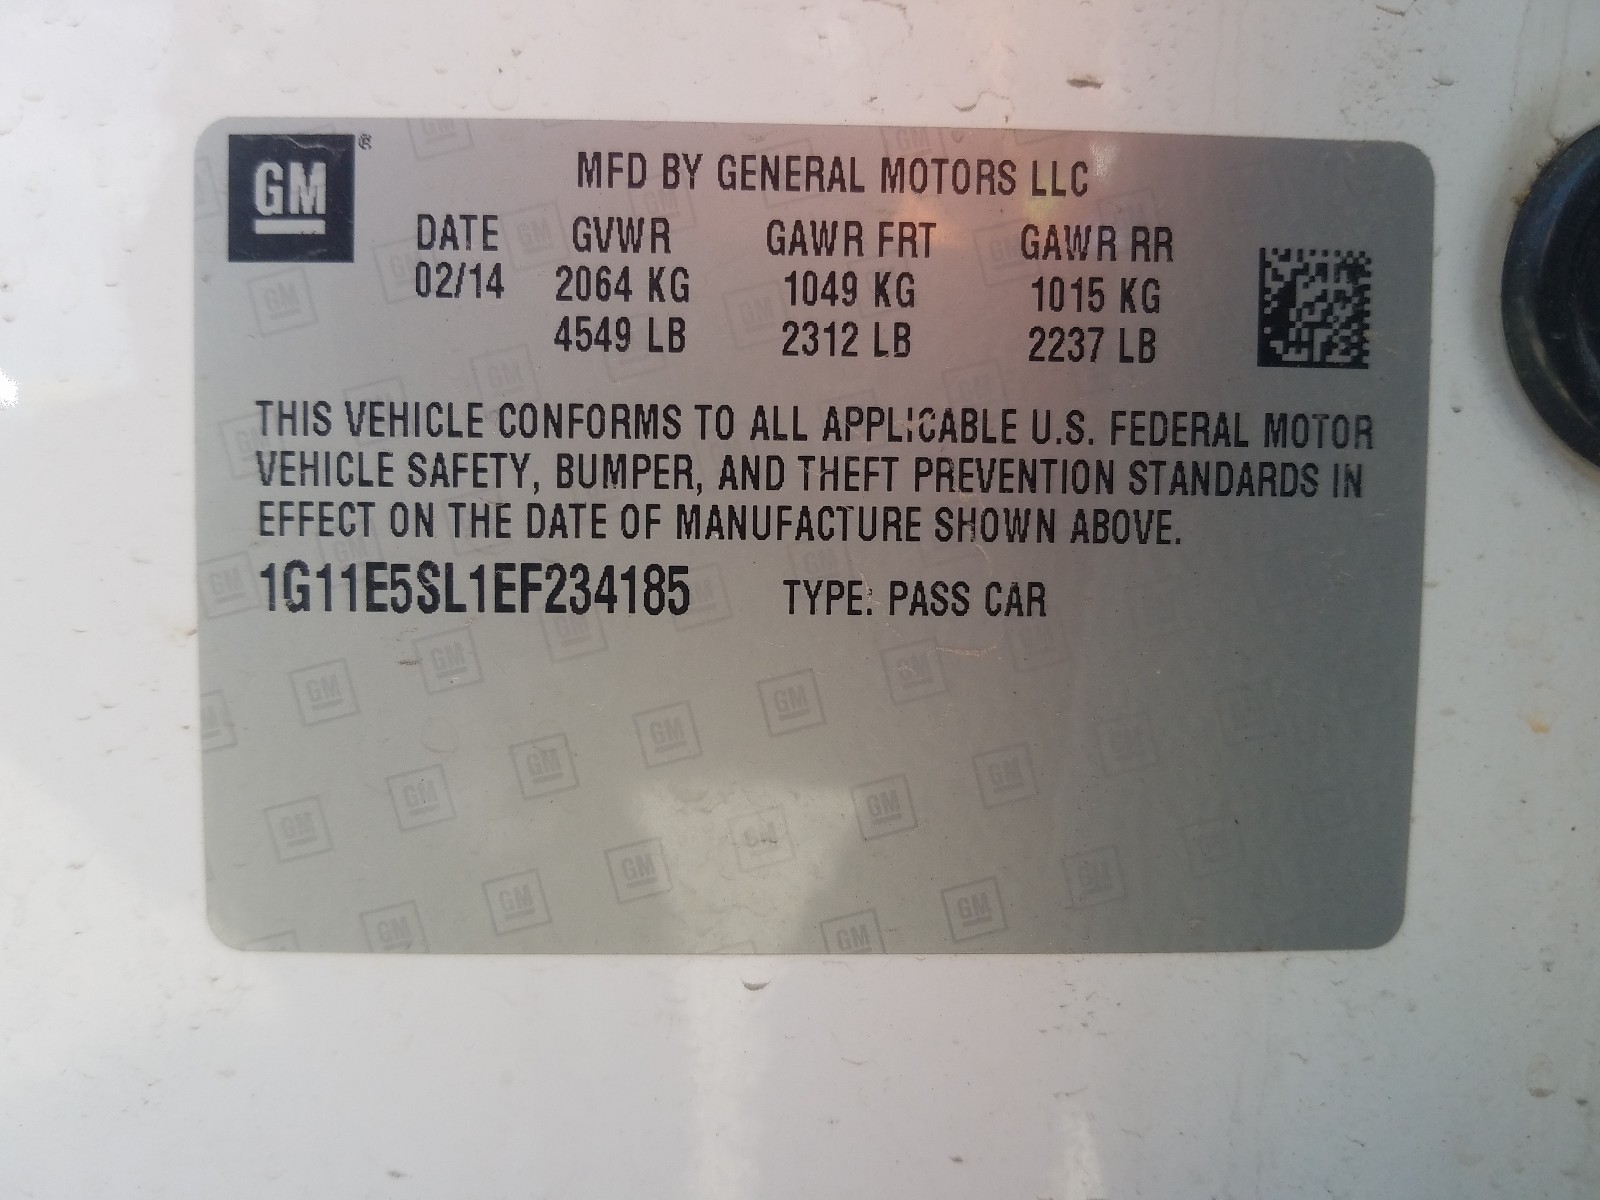 GM®
MFD BY GENERAL MOTORS LLC
DATE GVWR GAWR FRT GAWR RR
02/14 2064 KG 1049 KG 1015 KG
4549 LB 2312 LB 2237 LB
THIS VEHICLE CONFORMS TO ALL APPLICABLE U.S. FEDERAL MOTOR
VEHICLE SAFETY, BUMPER, AND THEFT PREVENTION STANDARDS IN
EFFECT ON THE DATE OF MANUFACTURE SHOWN ABOVE.
1G11E5SL1EF234185 TYPE: PASS CAR